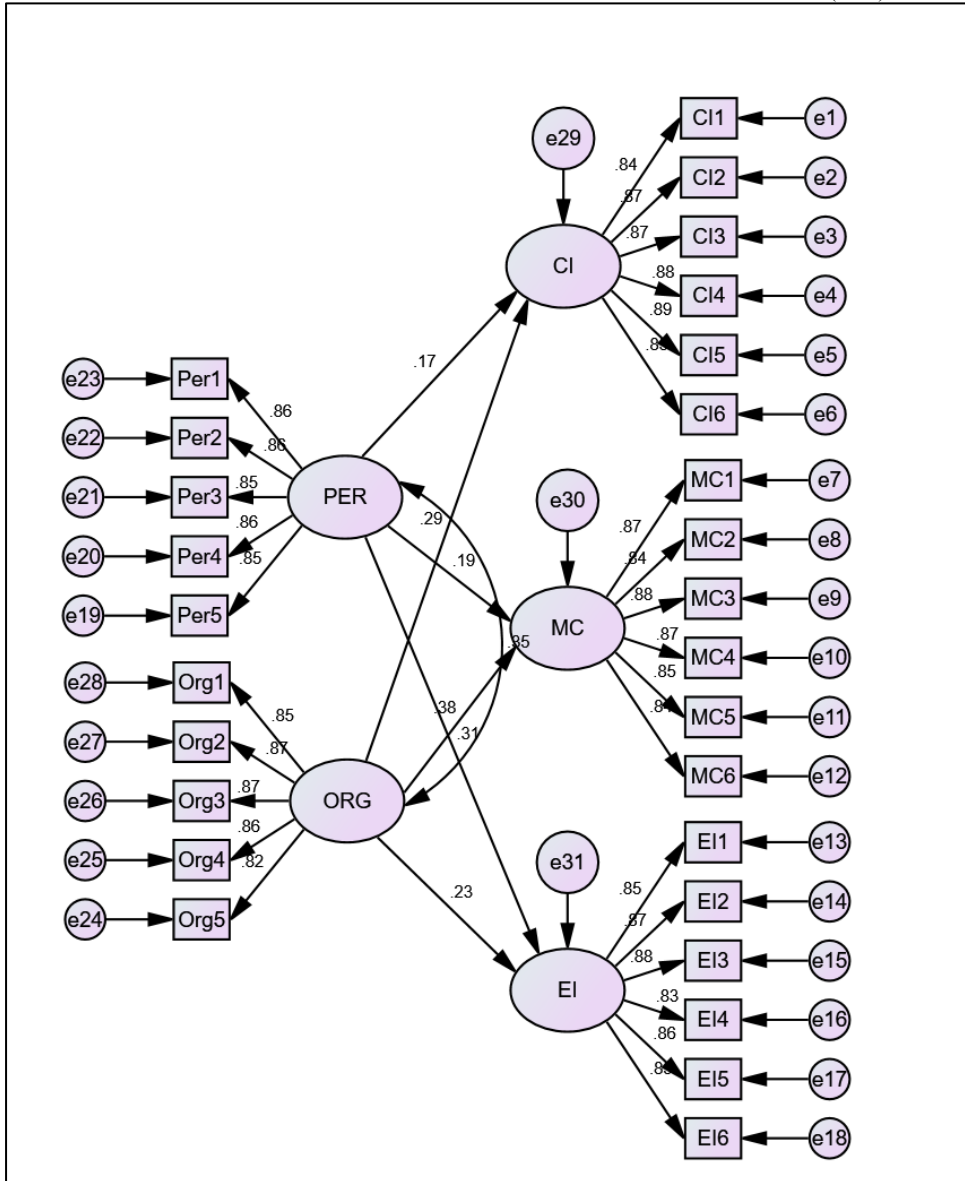 e29
CI1
e1
.84
CI2
e2
.87
CI3
e3
.87
CI
CI4
e4
.88
CI5
e5
.89
CI6
e6
e23
Per1
.17
.86
e22
Per2
.86
PER
e21
Per3
.85
e20
Per4
.86
e19
Per5
.85
.29
.19
e30
MC1
e7
.87
MC2
e8
.84
MC3
e9
.88
MC
MC4
e10
.87
MC5
e11
.85
MC6
e12
.35
.38
.31
e28
Org1
.85
e27
Org2
.87
ORG
e26
Org3
.87
e25
Org4
.86
e24
Org5
.82
.23
e31
EI1
e13
.85
EI2
e14
.87
EI3
e15
.88
EI
EI4
e16
.83
EI5
e17
.86
EI6
e18